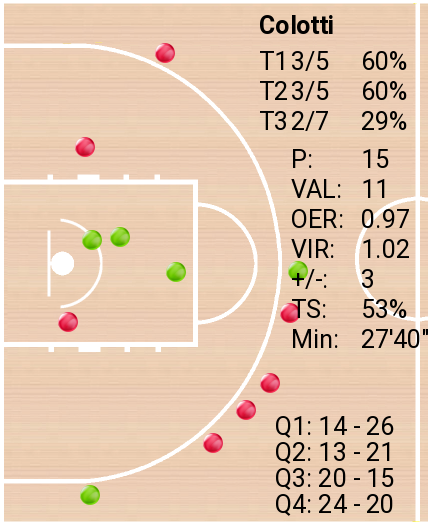 Colotti
T1 3/5 60%
T2 3/5 60%
T3 2/7 29%
P: 15
VAL: 11
OER: 0.97
VIR: 1.02
+/-: 3
TS: 53%
Min: 27'40"
Q1: 14 - 26
Q2: 13 - 21
Q3: 20 - 15
Q4: 24 - 20